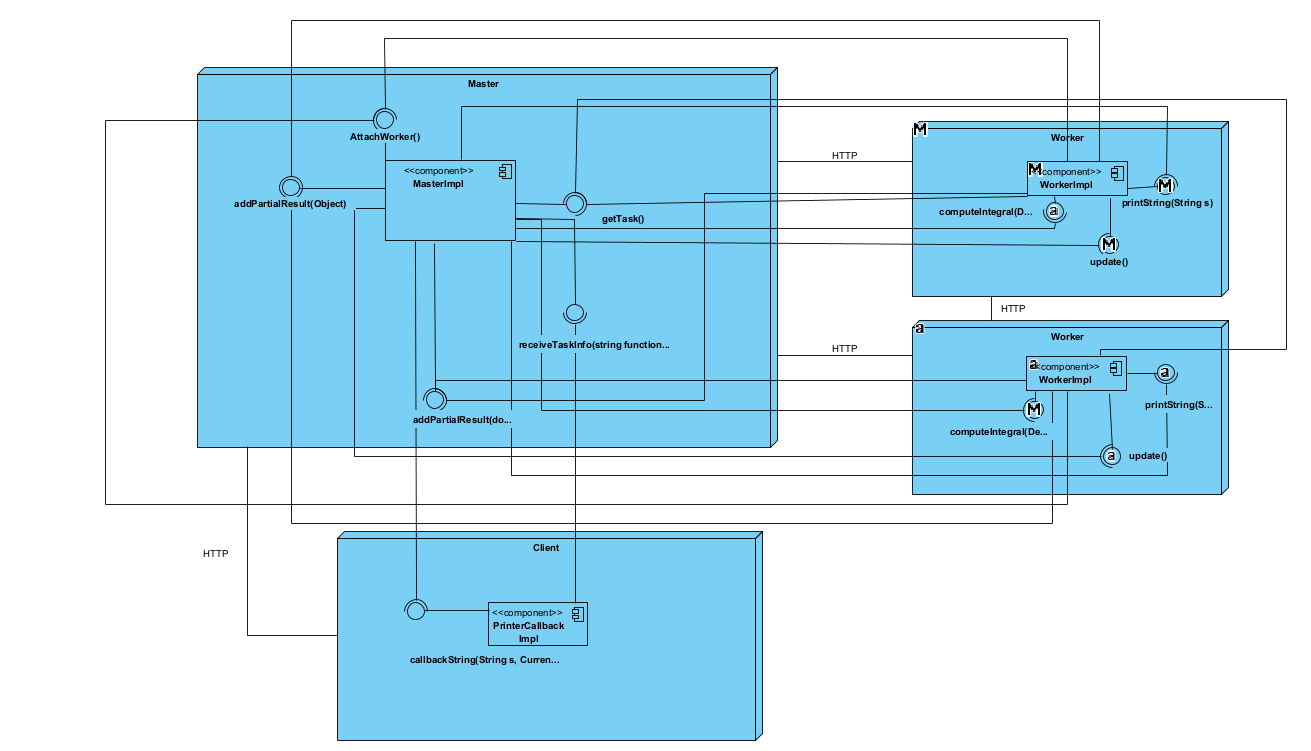 Master
AttachWorker()
<<component>>
MasterImpl
addPartialResult(Object)
getTask()
receiveTaskInfo(string function...
addPartialResult(do...
HTTP
M
Worker
M
<<component>>
WorkerImpl
M
printString(String s)
computeIntegral(D...
a
M
update()
HTTP
HTTP
a
Worker
a
<<component>>
WorkerImpl
a
printString(S...
M
computeIntegral(De...
a
update()
HTTP
Client
<<component>>
PrinterCallback
Impl
callbackString(String s, Curren...